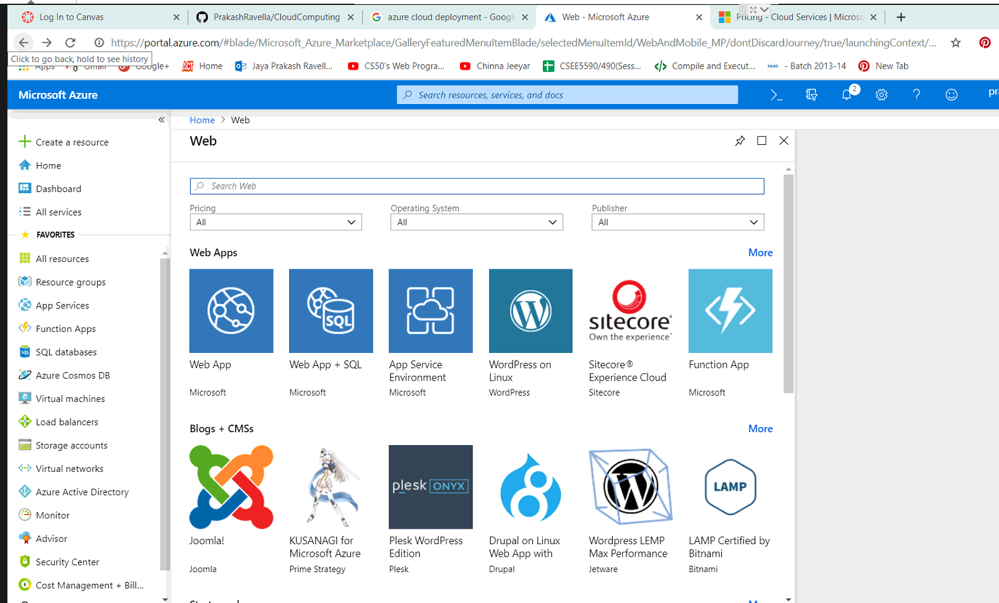 Log In to Canvas
PrakashRavella/CloudComputing
azure cloud deployment - Googl
Web - Microsoft Azure
Pricing - Cloud Services | Microso
https://portal.azure.com/#blade/Microsoft_Azure_Marketplace/GalleryFeaturedMenuItemBlade/selectedMenuItemId/WebAndMobile_MP/dontDiscardJourney/true/launchingContext/...
Click to go back, hold to see history
Apps
Gmail
Google+
ACT
Home
Jaya Prakash Ravell...
CS50's Web Progra...
Chinna Jeeyar
CSEE5590/490(Sess...
Compile and Execut...
DAAD
- Batch 2013-14
New Tab
Microsoft Azure
Search resources, services, and docs
2
pr
Home > Web
Web
Create a resource
Home
Dashboard
All services
FAVORITES
All resources
Resource groups
App Services
Function Apps
SQL databases
Azure Cosmos DB
Virtual machines
Load balancers
Storage accounts
Virtual networks
Azure Active Directory
Monitor
Advisor
Security Center
Cost Management + Bill...
Search Web
Pricing
Operating System
Publisher
All
All
All
Web Apps
More
SQL
sitecore®
Own the experience™
Web App
Microsoft
Web App + SQL
Microsoft
App Service
Environment
Microsoft
WordPress on
Linux
WordPress
Sitecore®
Experience Cloud
Sitecore
Function App
Microsoft
Blogs + CMSs
More
plesk ONYX
LAMP
Joomla!
Joomla
KUSANAGI for
Microsoft Azure
Prime Strategy
Plesk WordPress
Edition
Plesk
Drupal on Linux
Web App with
Drupal
Wordpress LEMP
Max Performance
Jetware
LAMP Certified by
Bitnami
Bitnami